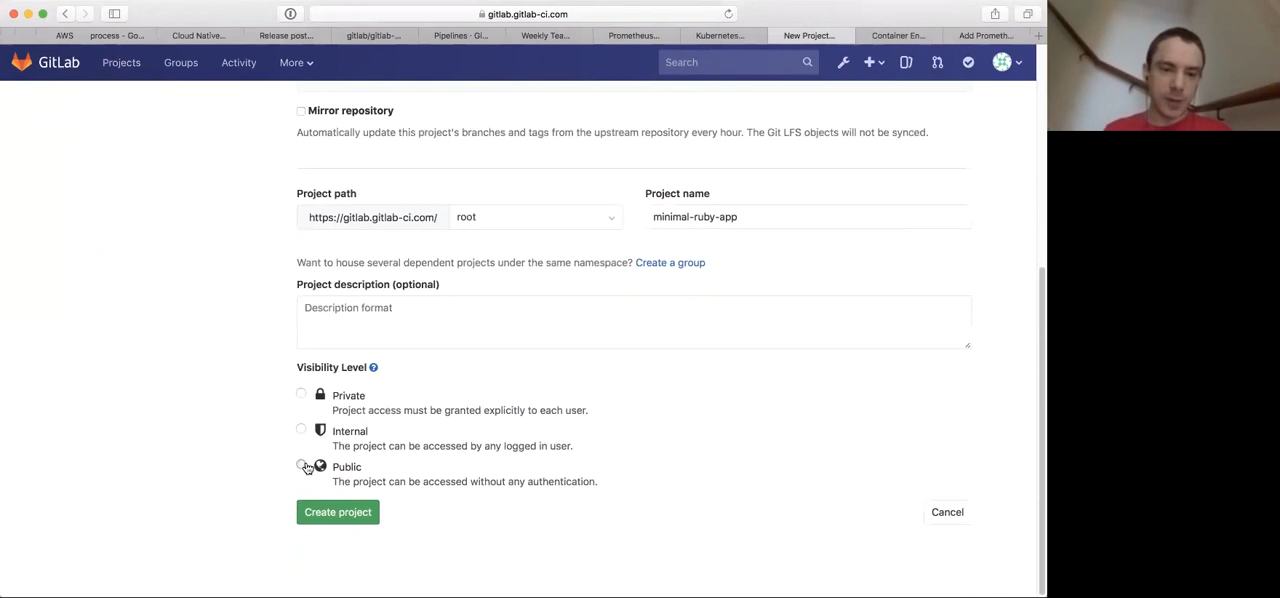 gitlab.gitlab-ci.com
AWS process - Go... Cloud Native... Release post... gitlab/gitlab-... Pipelines · Gl... Weekly Tea... Prometheus... Kubernetes... New Project... Container En... Add Prometh...
GitLab Projects Groups Activity More Search
Mirror repository
Automatically update this project's branches and tags from the upstream repository every hour. The Git LFS objects will not be synced.
Project path Project name
https://gitlab.gitlab-ci.com/ root minimal-ruby-app
Want to house several dependent projects under the same namespace? Create a group
Project description (optional)
Description format
Visibility Level ?
Private
Project access must be granted explicitly to each user.
Internal
The project can be accessed by any logged in user.
Public
The project can be accessed without any authentication.
Create project Cancel